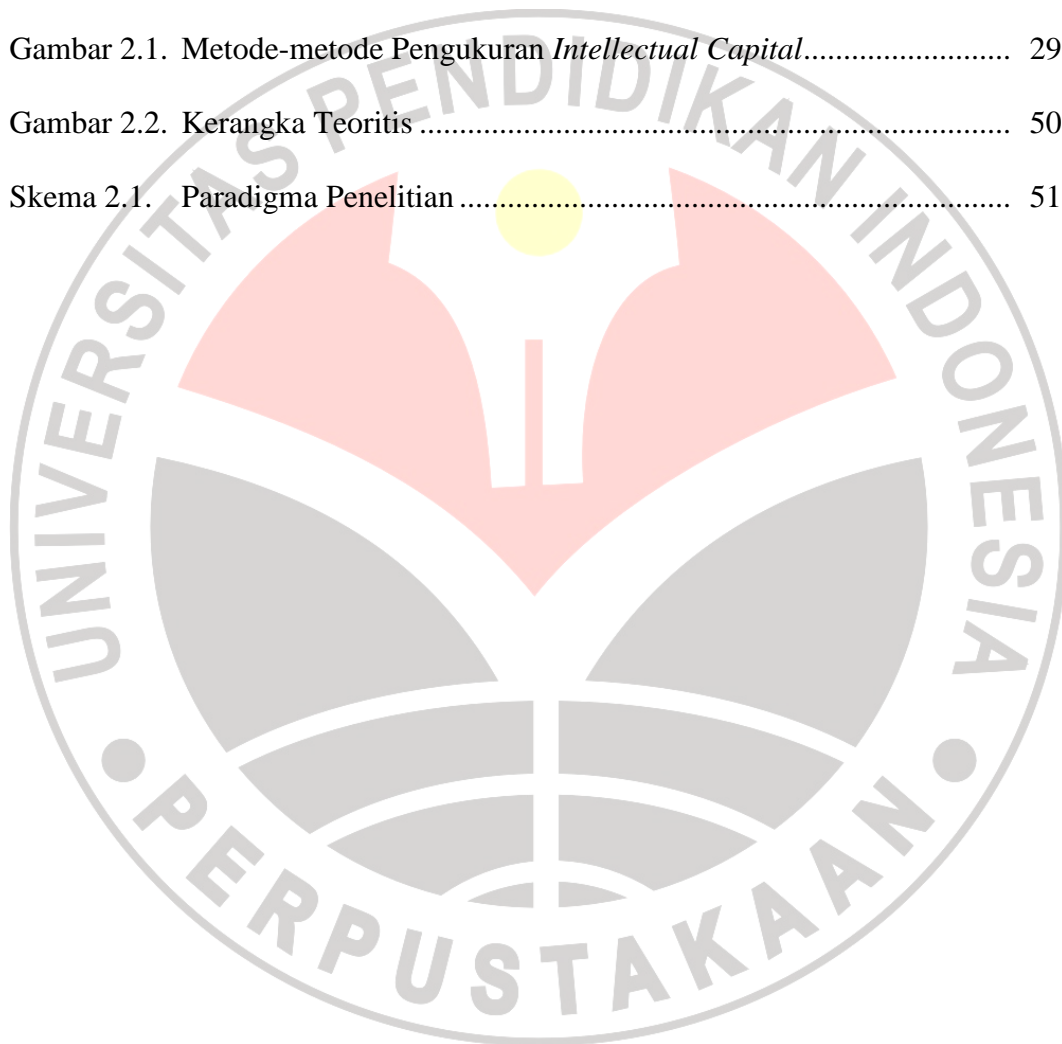 Gambar 2.1. Metode-metode Pengukuran Intellectual Capital........................ 29
Gambar 2.2. Kerangka Teoritis .................................................................... 50
Skema 2.1. Paradigma Penelitian ................................................................ 51
UNIVERSITAS PENDIDIKAN INDONESIA
PERPUSTAKAAN